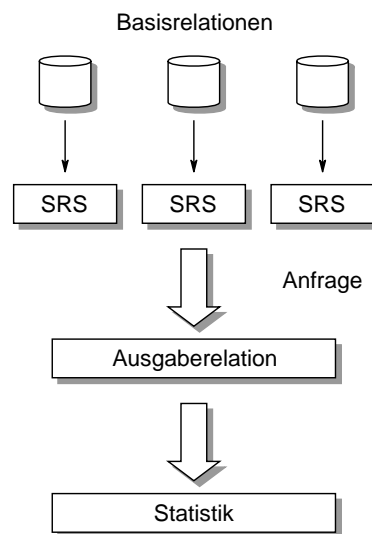 Basisrelationen
SRS SRS SRS
Anfrage
Ausgaberelation
Statistik